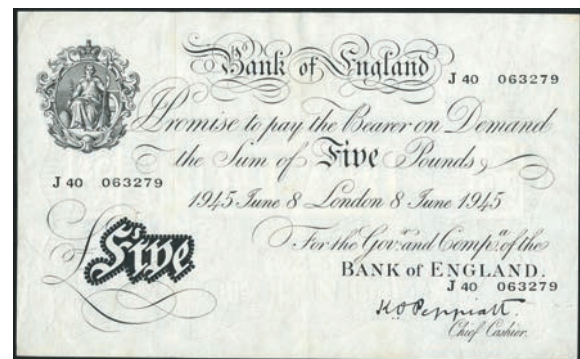 Bank of England
J 40 063279
I Promise to pay the Bearer on Demand
the Sum of Five Pounds
J 40 063279
1945 June 8 London 8 June 1945
£Five
For the Govr. and Compa. of the
BANK of ENGLAND.
J 40 063279
K O Peppiatt.
Chief Cashier.